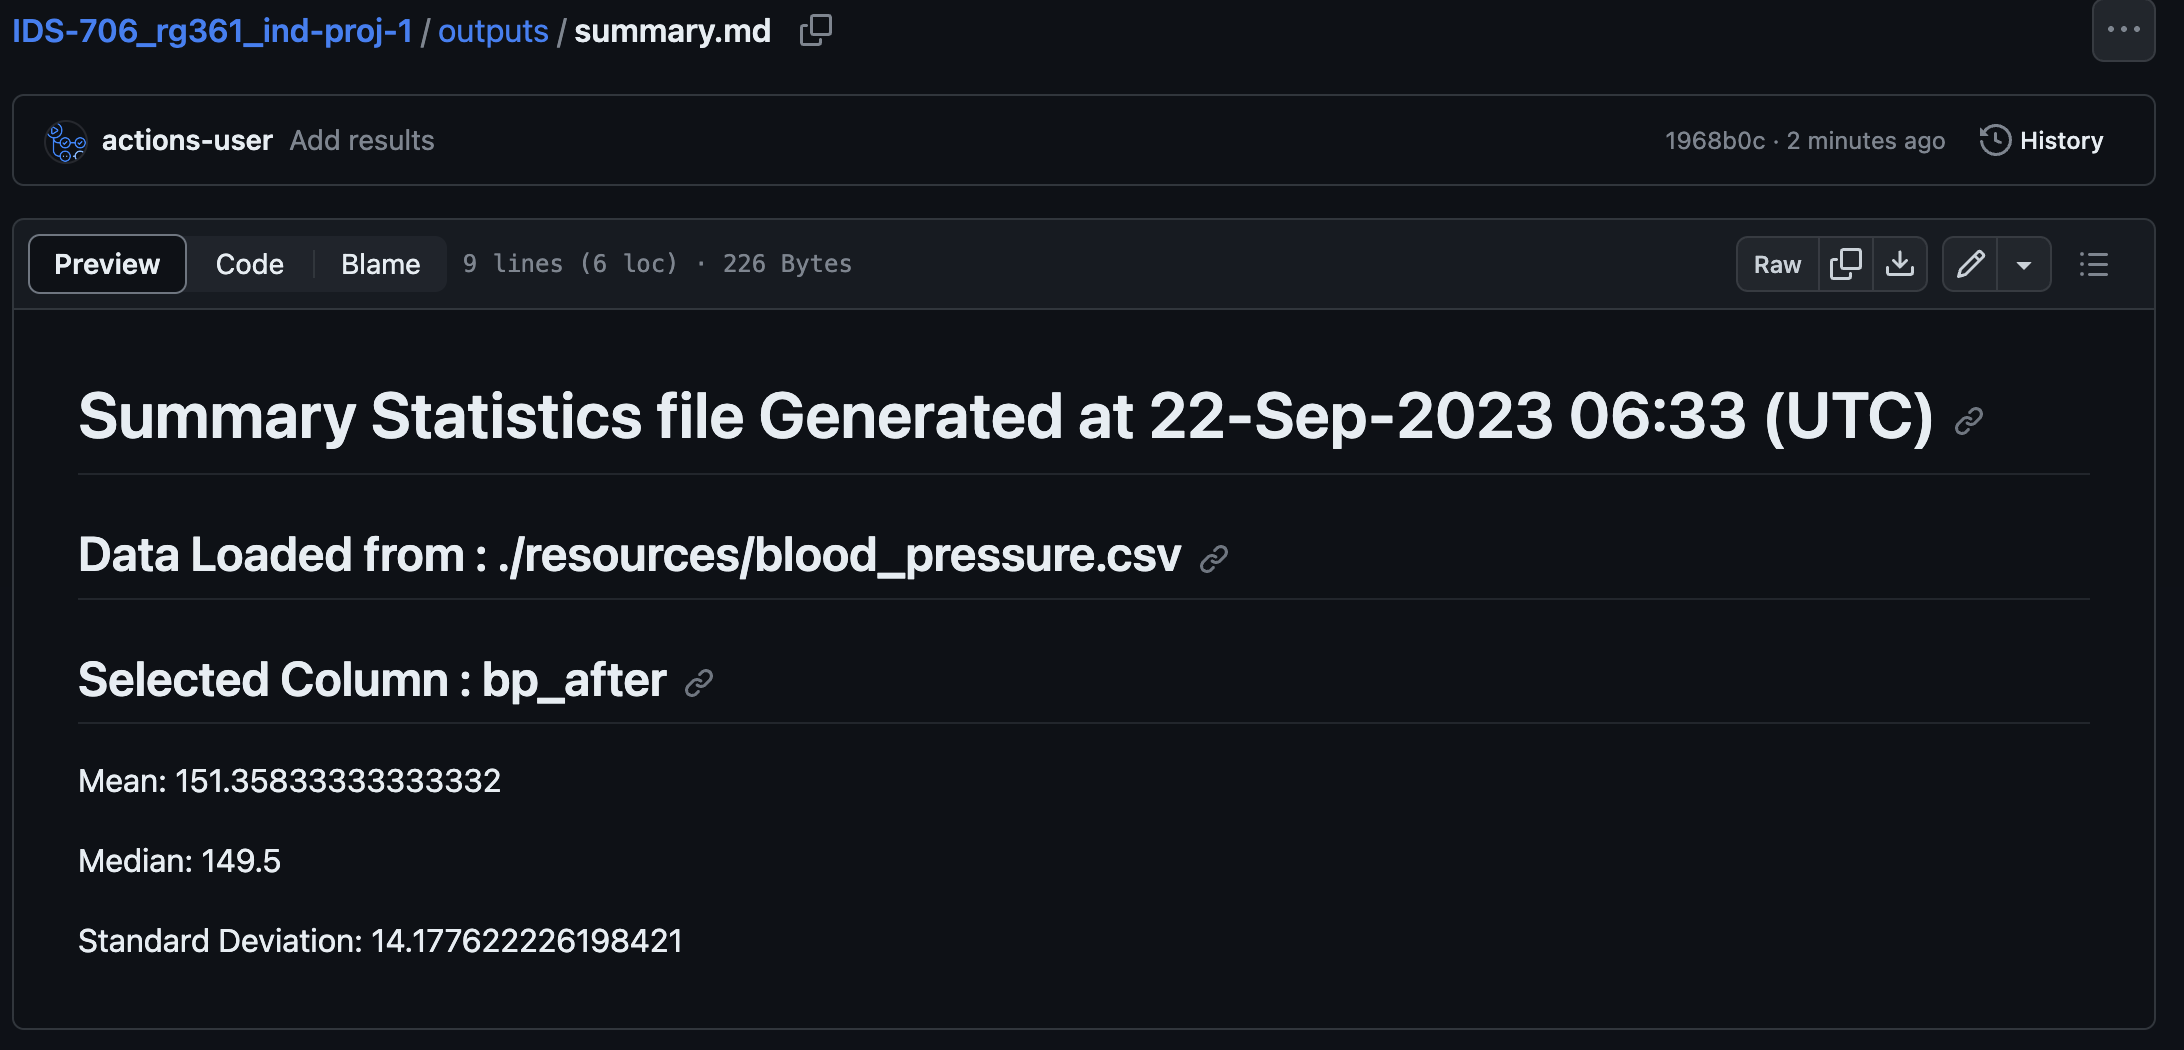 IDS-706_rg361_ind-proj-1 / outputs / summary.md
actions-user Add results 1968b0c · 2 minutes ago History
Preview Code Blame 9 lines (6 loc) · 226 Bytes Raw
Summary Statistics file Generated at 22-Sep-2023 06:33 (UTC)
Data Loaded from : ./resources/blood_pressure.csv
Selected Column : bp_after
Mean: 151.35833333333332
Median: 149.5
Standard Deviation: 14.177622226198421